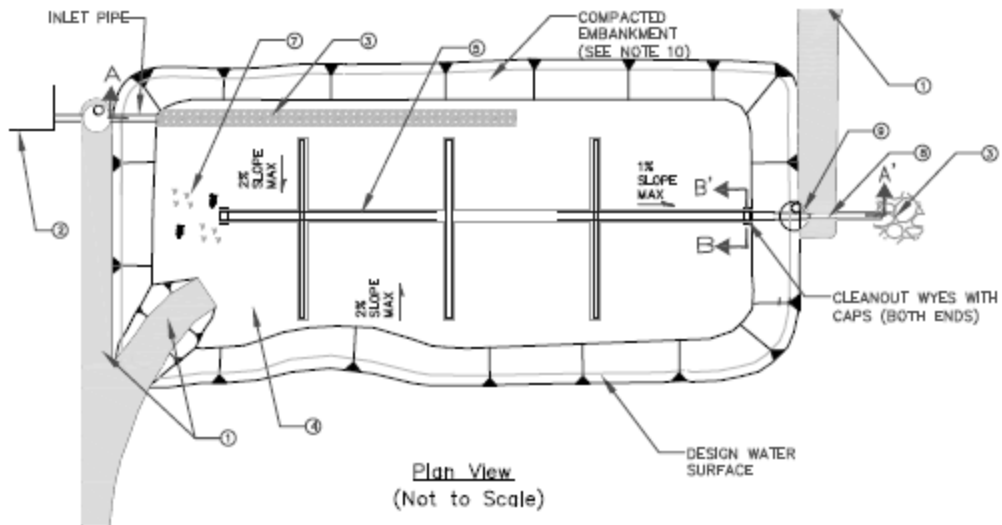 INLET PIPE
⑦
③
⑤
COMPACTED
EMBANKMENT
(SEE NOTE 10)
①
A
⑨
⑧
③
2%
SLOPE
MAX
1%
SLOPE
MAX
B'
A'
②
B
2%
SLOPE
MAX
CLEANOUT WYES WITH
CAPS (BOTH ENDS)
①
④
DESIGN WATER
SURFACE
Plan View
(Not to Scale)